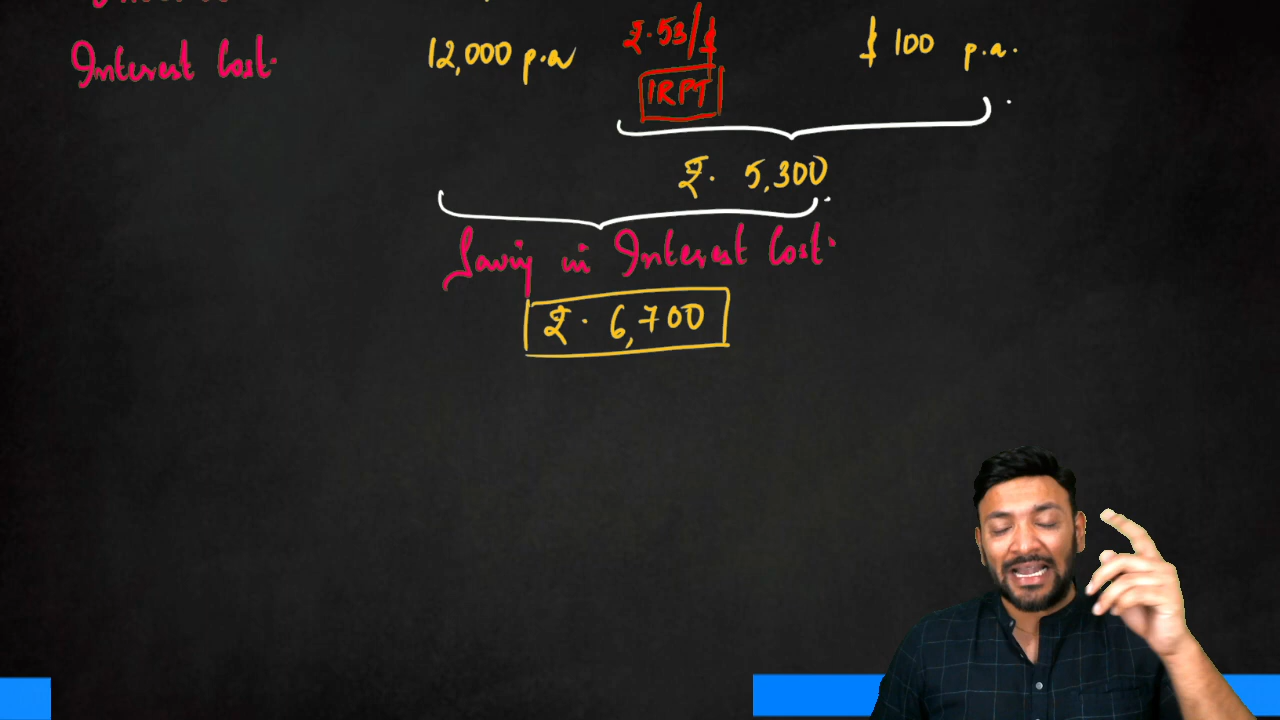 Interest Cost.
12,000 p.a
₹.53/$
IRPT
$ 100 p.a.
₹. 5,300
Saving in Interest Cost.
₹. 6,700